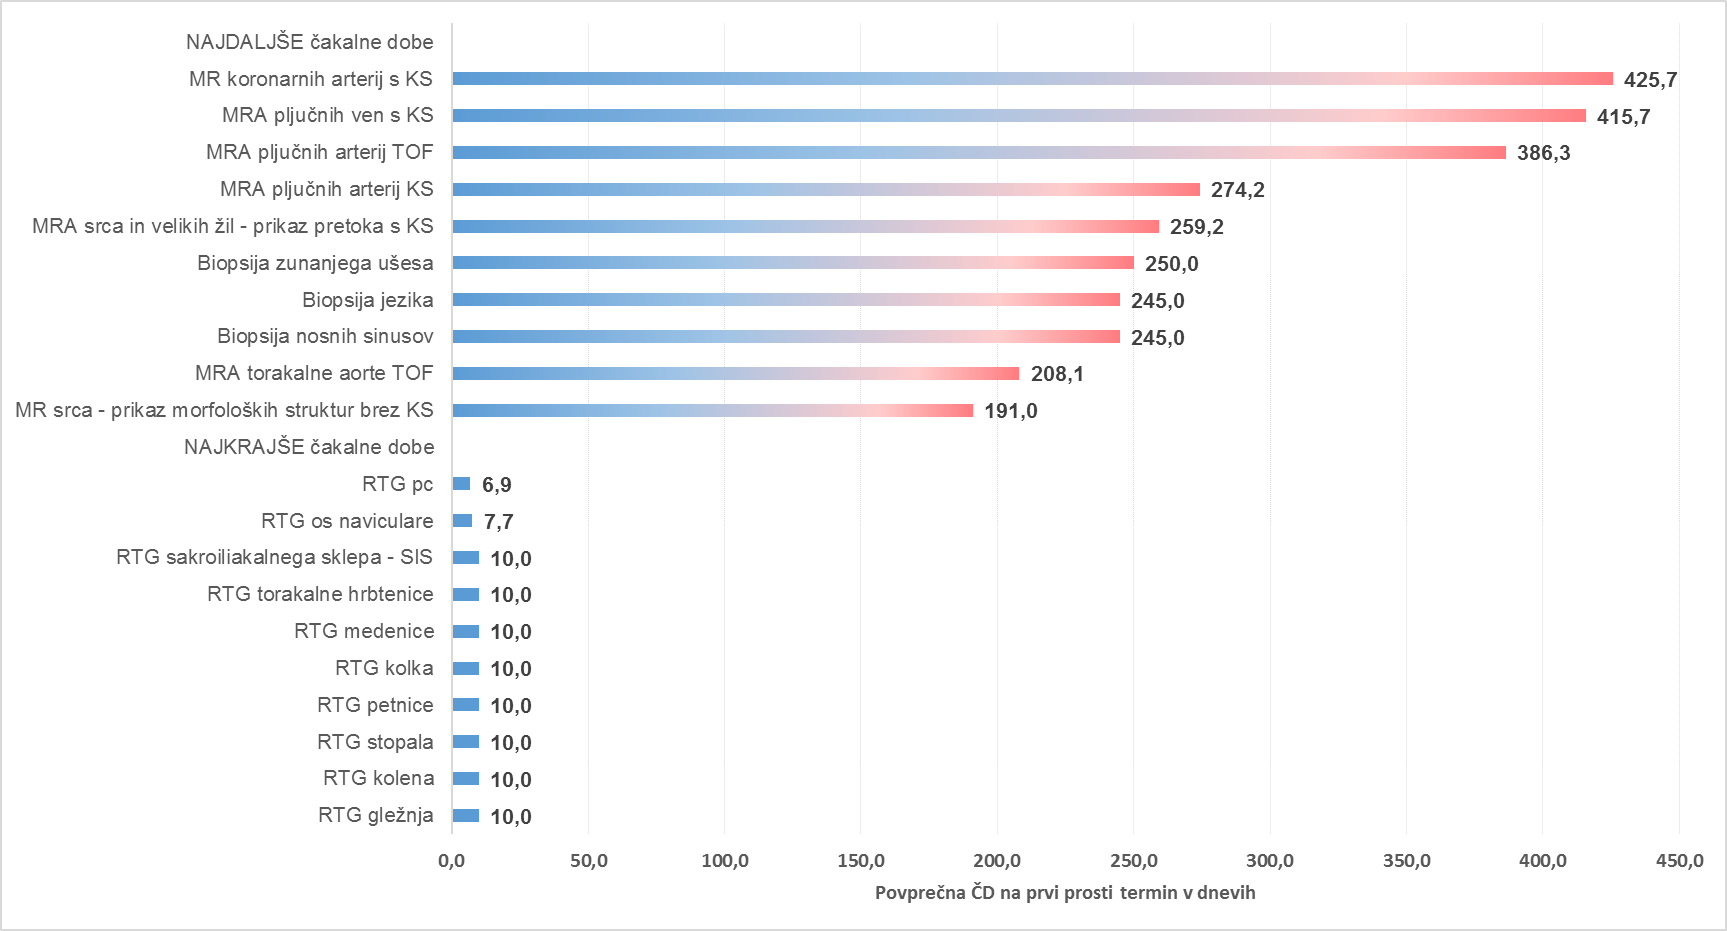 NAJDALJŠE čakalne dobe
MR koronarnih arterij s KS 425,7
MRA pljučnih ven s KS 415,7
MRA pljučnih arterij TOF 386,3
MRA pljučnih arterij KS 274,2
MRA srca in velikih žil - prikaz pretoka s KS 259,2
Biopsija zunanjega ušesa 250,0
Biopsija jezika 245,0
Biopsija nosnih sinusov 245,0
MRA torakalne aorte TOF 208,1
MR srca - prikaz morfoloških struktur brez KS 191,0
NAJKRAJŠE čakalne dobe
RTG pc 6,9
RTG os naviculare 7,7
RTG sakroiliakalnega sklepa - SIS 10,0
RTG torakalne hrbtenice 10,0
RTG medenice 10,0
RTG kolka 10,0
RTG petnice 10,0
RTG stopala 10,0
RTG kolena 10,0
RTG gležnja 10,0
0,0 50,0 100,0 150,0 200,0 250,0 300,0 350,0 400,0 450,0
Povprečna ČD na prvi prosti termin v dnevih